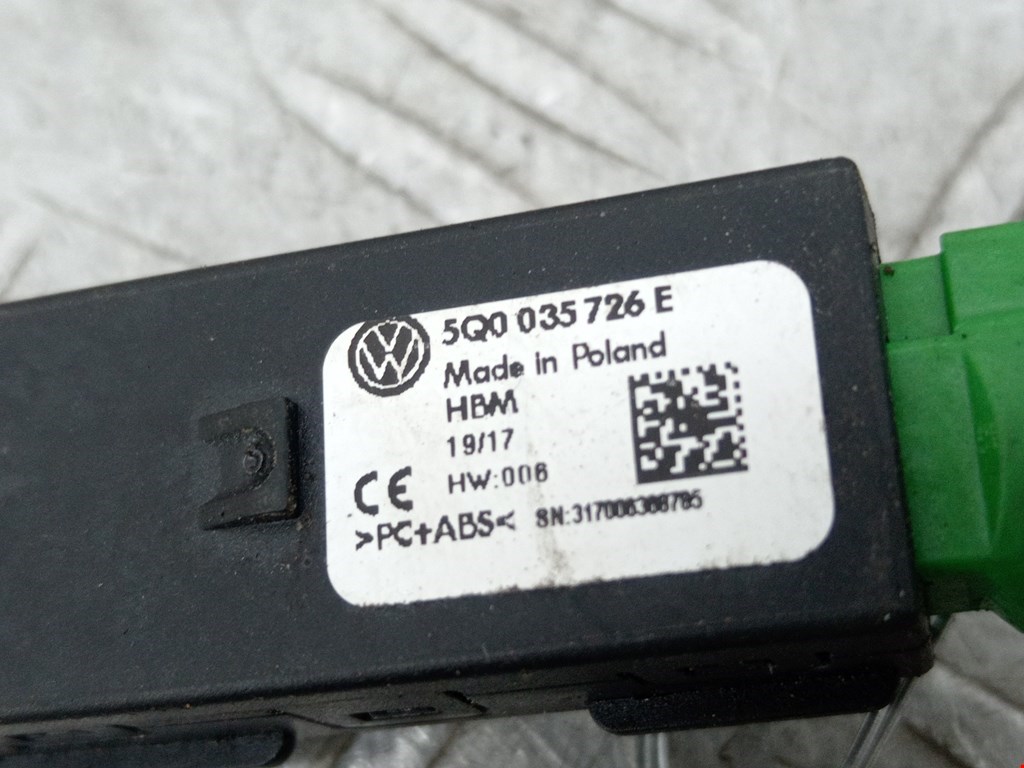 5Q0 035 726 E
Made in Poland
HBM
19/17
HW:006
CE
>PC+ABS<